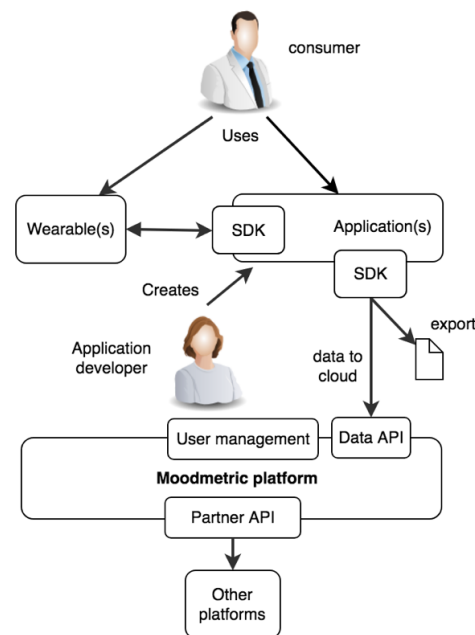 consumer
Uses
Wearable(s)
SDK
Application(s)
SDK
Creates
export
Application
developer
data to
cloud
User management
Data API
Moodmetric platform
Partner API
Other
platforms